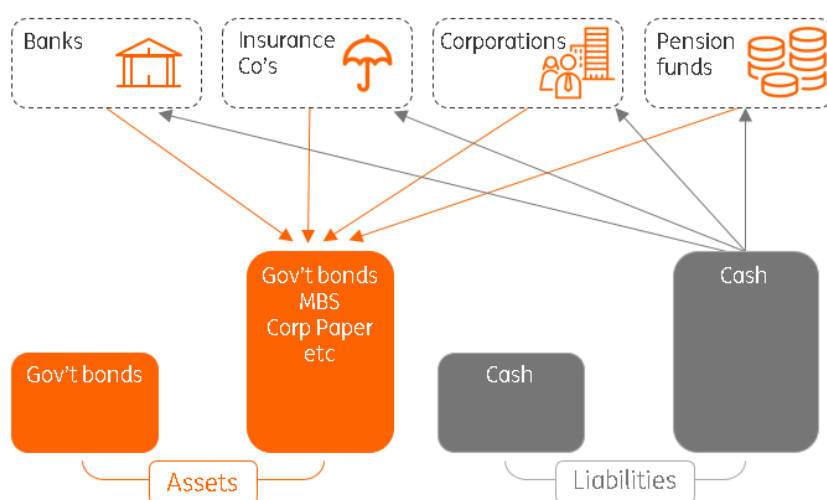 Banks
Insurance
Co's
Corporations
Pension
funds
Gov't bonds
MBS
Corp Paper
etc
Cash
Gov't bonds
Cash
Assets
Liabilities